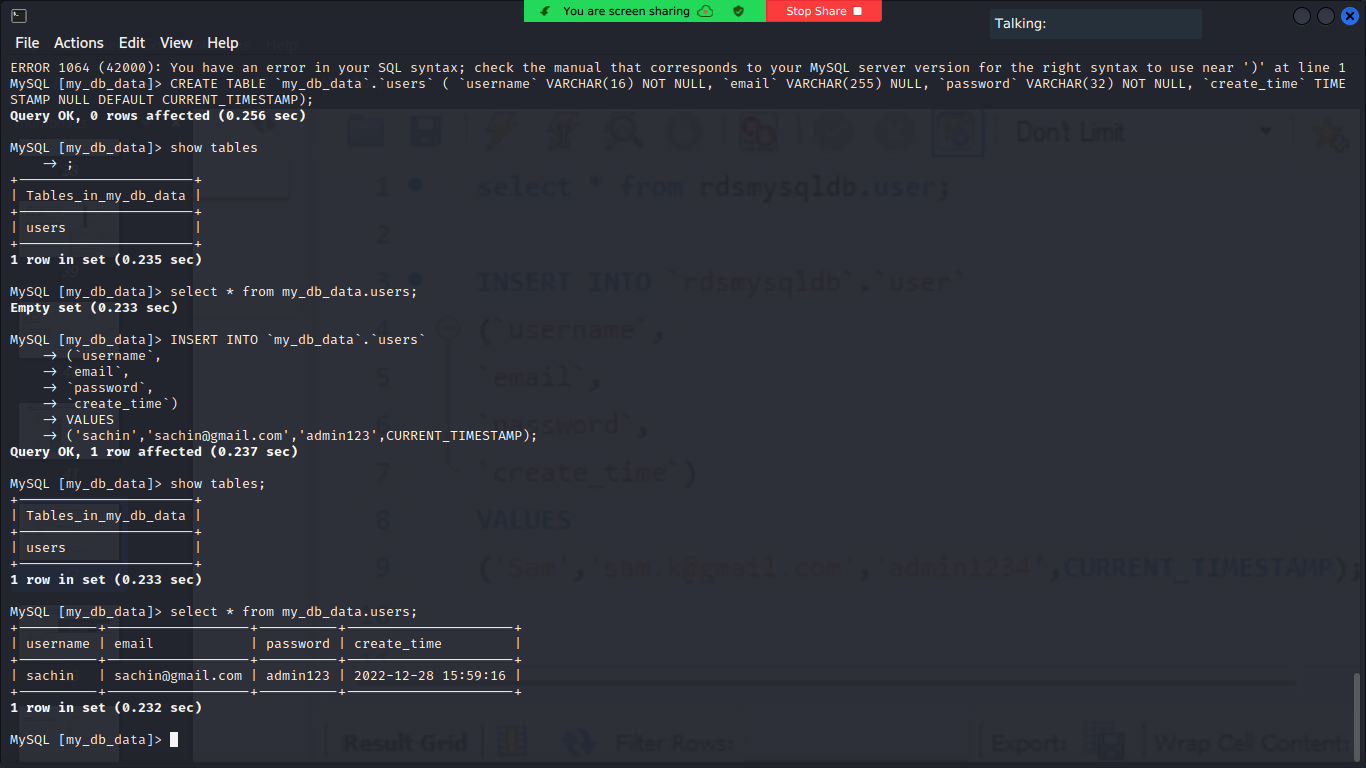 You are screen sharing
Stop Share
Talking:
File Actions Edit View Help
ERROR 1064 (42000): You have an error in your SQL syntax; check the manual that corresponds to your MySQL server version for the right syntax to use near ')' at line 1
MySQL [my_db_data]> CREATE TABLE `my_db_data`.`users` ( `username` VARCHAR(16) NOT NULL, `email` VARCHAR(255) NULL, `password` VARCHAR(32) NOT NULL, `create_time` TIME
STAMP NULL DEFAULT CURRENT_TIMESTAMP);
Query OK, 0 rows affected (0.256 sec)
MySQL [my_db_data]> show tables
    → ;
+----------------------+
| Tables_in_my_db_data |
+----------------------+
| users                |
+----------------------+
1 row in set (0.235 sec)
MySQL [my_db_data]> select * from my_db_data.users;
Empty set (0.233 sec)
MySQL [my_db_data]> INSERT INTO `my_db_data`.`users`
    → (`username`,
    → `email`,
    → `password`,
    → `create_time`)
    → VALUES
    → ('sachin','sachin@gmail.com','admin123',CURRENT_TIMESTAMP);
Query OK, 1 row affected (0.237 sec)
MySQL [my_db_data]> show tables;
+----------------------+
| Tables_in_my_db_data |
+----------------------+
| users                |
+----------------------+
1 row in set (0.233 sec)
MySQL [my_db_data]> select * from my_db_data.users;
+----------+------------------+----------+---------------------+
| username | email            | password | create_time         |
+----------+------------------+----------+---------------------+
| sachin   | sachin@gmail.com | admin123 | 2022-12-28 15:59:16 |
+----------+------------------+----------+---------------------+
1 row in set (0.232 sec)
MySQL [my_db_data]>
Don't Limit
1 select * from rdsmysqldb.user;
2
3 INSERT INTO `rdsmysqldb`.`user`
4 (`username`,
5 `email`,
6 `password`,
7 `create_time`)
8 VALUES
9 ('Sam','sam.k@gmail.com','admin1234',CURRENT_TIMESTAMP);
Result Grid Filter Rows: Export: Wrap Cell Content: